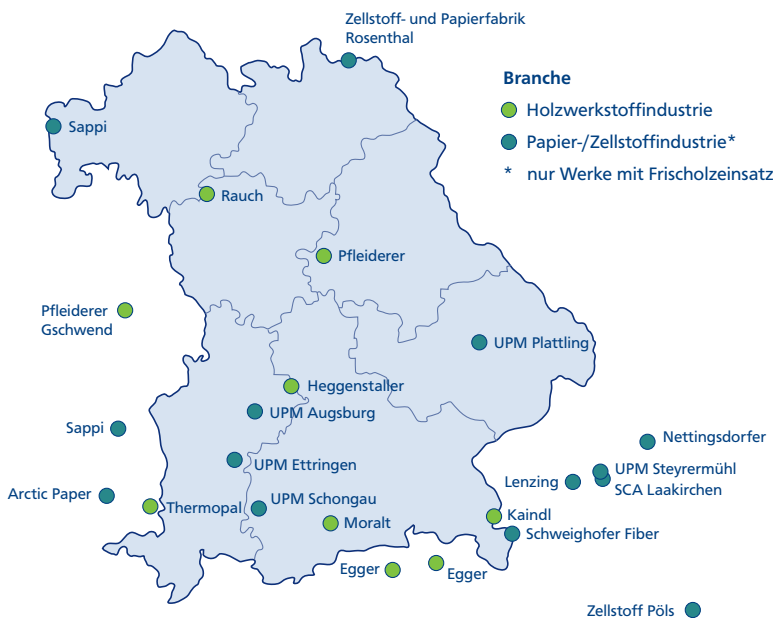 Zellstoff- und Papierfabrik
Rosenthal
Branche
Holzwerkstoffindustrie
Papier-/Zellstoffindustrie*
* nur Werke mit Frischolzeinsatz
Sappi
Rauch
Pfleiderer
Pfleiderer
Gschwend
UPM Plattling
Heggenstaller
UPM Augsburg
Sappi
Nettingsdorfer
UPM Ettringen
UPM Steyrermühl
Lenzing
SCA Laakirchen
Arctic Paper
Thermopal
UPM Schongau
Moralt
Kaindl
Schweighofer Fiber
Egger
Egger
Zellstoff Pöls